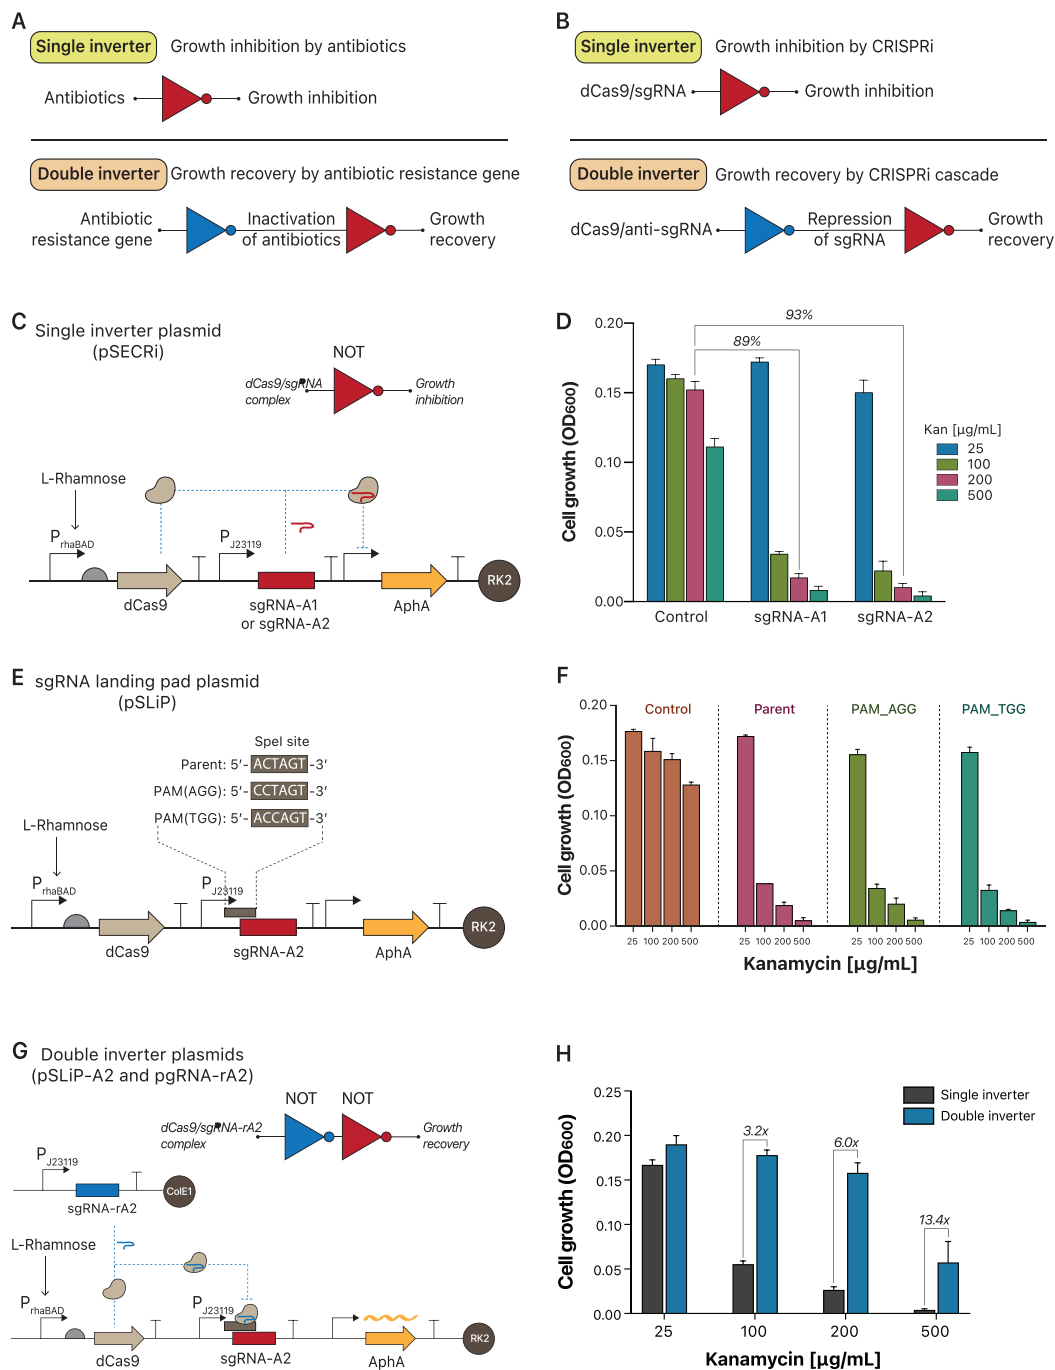 A
Single inverter Growth inhibition by antibiotics
Antibiotics Growth inhibition
Double inverter Growth recovery by antibiotic resistance gene
Antibiotic resistance gene
Inactivation of antibiotics
Growth recovery
B
Single inverter Growth inhibition by CRISPRi
dCas9/sgRNA Growth inhibition
Double inverter Growth recovery by CRISPRi cascade
dCas9/anti-sgRNA
Repression of sgRNA
Growth recovery
C
Single inverter plasmid
(pSECRi)
NOT
dCas9/sgRNA
complex
Growth
inhibition
L-Rhamnose
PrhaBAD
PJ23119
dCas9
sgRNA-A1
or sgRNA-A2
AphA
RK2
D
Cell growth (OD600)
0.20
0.15
0.10
0.05
0.00
93%
89%
Kan [µg/mL]
25
100
200
500
Control
sgRNA-A1
sgRNA-A2
E
sgRNA landing pad plasmid
(pSLiP)
SpeI site
Parent: 5′-ACTAGT-3′
PAM(AGG): 5′-CCTAGT-3′
PAM(TGG): 5′-ACCAGT-3′
L-Rhamnose
PrhaBAD
PJ23119
dCas9
sgRNA-A2
AphA
RK2
F
Cell growth (OD600)
0.20
0.15
0.10
0.05
0.00
Control
Parent
PAM_AGG
PAM_TGG
25 100 200 500
25 100 200 500
25 100 200 500
25 100 200 500
Kanamycin [µg/mL]
G
Double inverter plasmids
(pSLiP-A2 and pgRNA-rA2)
NOT NOT
dCas9/sgRNA-rA2
complex
Growth
recovery
PJ23119
sgRNA-rA2
ColE1
L-Rhamnose
PrhaBAD
PJ23119
dCas9
sgRNA-A2
AphA
RK2
H
Cell growth (OD600)
0.25
0.20
0.15
0.10
0.05
0.00
Single inverter
Double inverter
3.2x
6.0x
13.4x
25
100
200
500
Kanamycin [µg/mL]